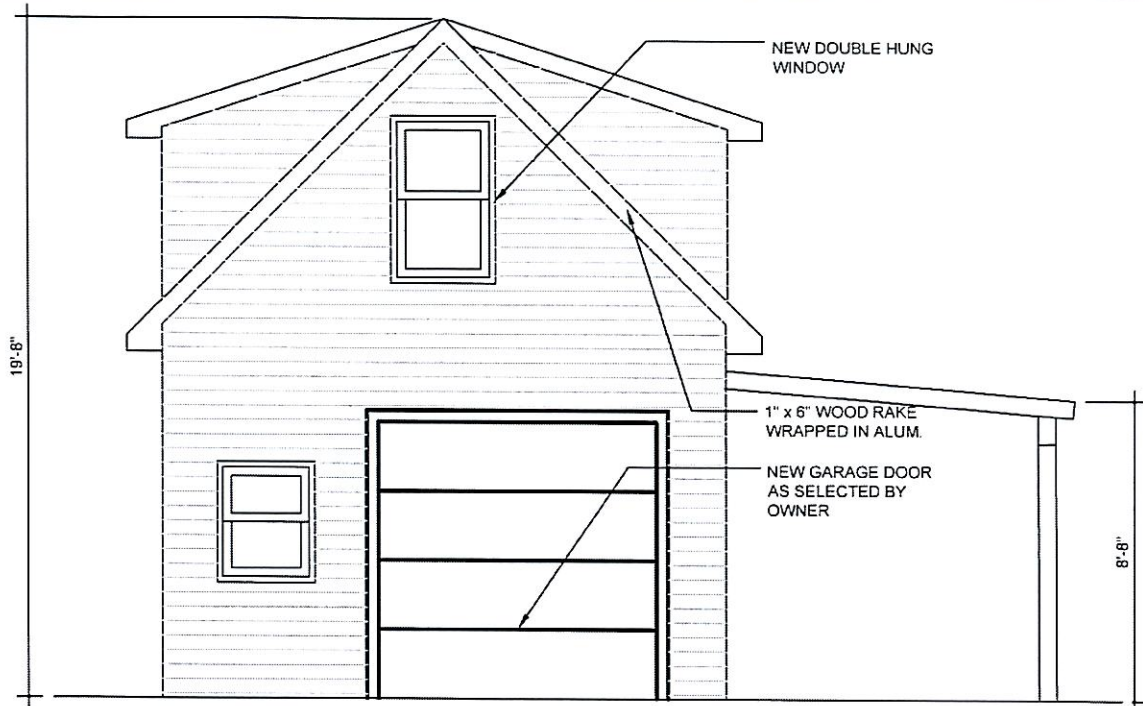 NEW DOUBLE HUNG
WINDOW
19'-8"
1" x 6" WOOD RAKE
WRAPPED IN ALUM.
NEW GARAGE DOOR
AS SELECTED BY
OWNER
8'-8"